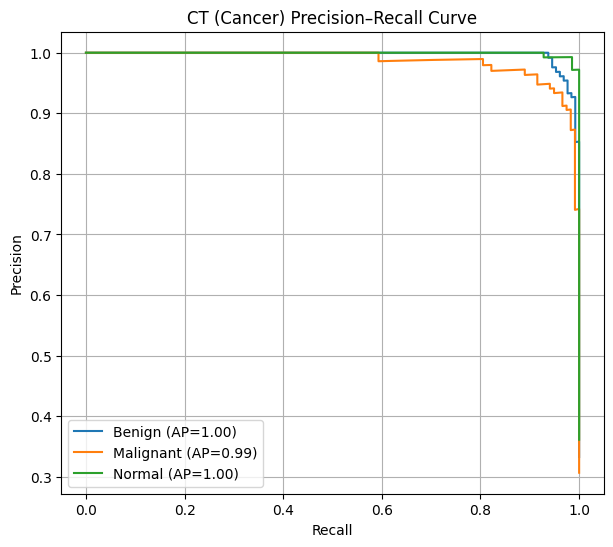 CT (Cancer) Precision–Recall Curve
1.0
0.9
0.8
0.7
0.6
0.5
0.4
0.3
Precision
Benign (AP=1.00)
Malignant (AP=0.99)
Normal (AP=1.00)
0.0 0.2 0.4 0.6 0.8 1.0
Recall